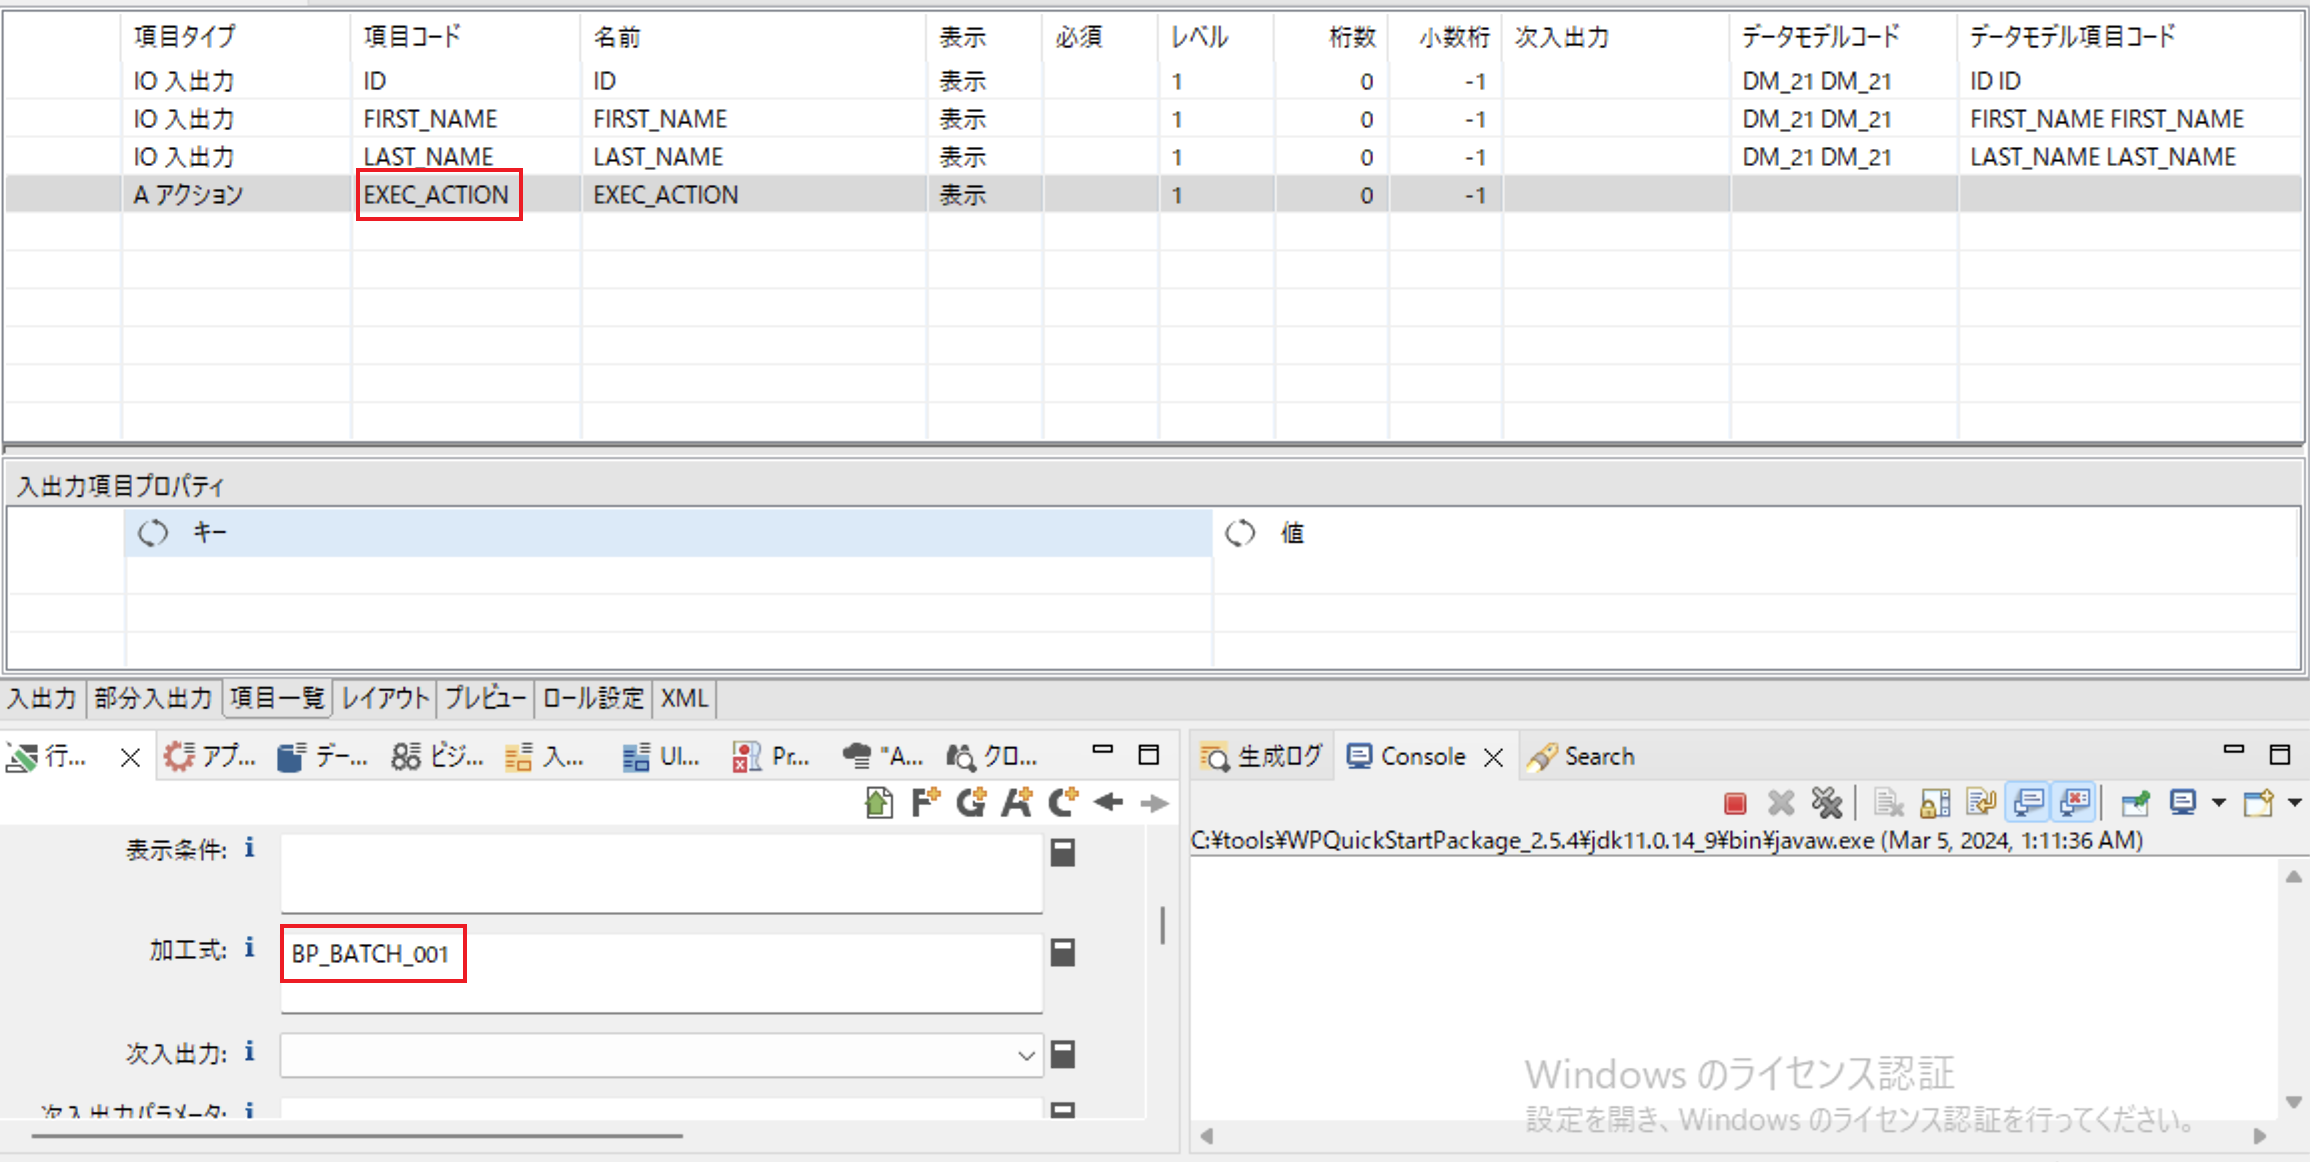 項目タイプ 項目コード 名前 表示 必須 レベル 桁数 小数桁 次入出力 データモデルコード データモデル項目コード
IO 入出力 ID ID 表示 1 0 -1 DM_21 DM_21 ID ID
IO 入出力 FIRST_NAME FIRST_NAME 表示 1 0 -1 DM_21 DM_21 FIRST_NAME FIRST_NAME
IO 入出力 LAST_NAME LAST_NAME 表示 1 0 -1 DM_21 DM_21 LAST_NAME LAST_NAME
A アクション EXEC_ACTION EXEC_ACTION 表示 1 0 -1
入出力項目プロパティ
キー 値
入出力 部分入出力 項目一覧 レイアウト プレビュー ロール設定 XML
行... アプ... デー... ビジ... 入... UI... Pr... "A... クロ...
生成ログ Console Search
F G A C
C:¥tools¥WPQuickStartPackage_2.5.4¥jdk11.0.14_9¥bin¥javaw.exe (Mar 5, 2024, 1:11:36 AM)
表示条件: i
加工式: i BP_BATCH_001
次入出力: i
次入出力パラメータ: i
Windows のライセンス認証
設定を開き、Windows のライセンス認証を行ってください。